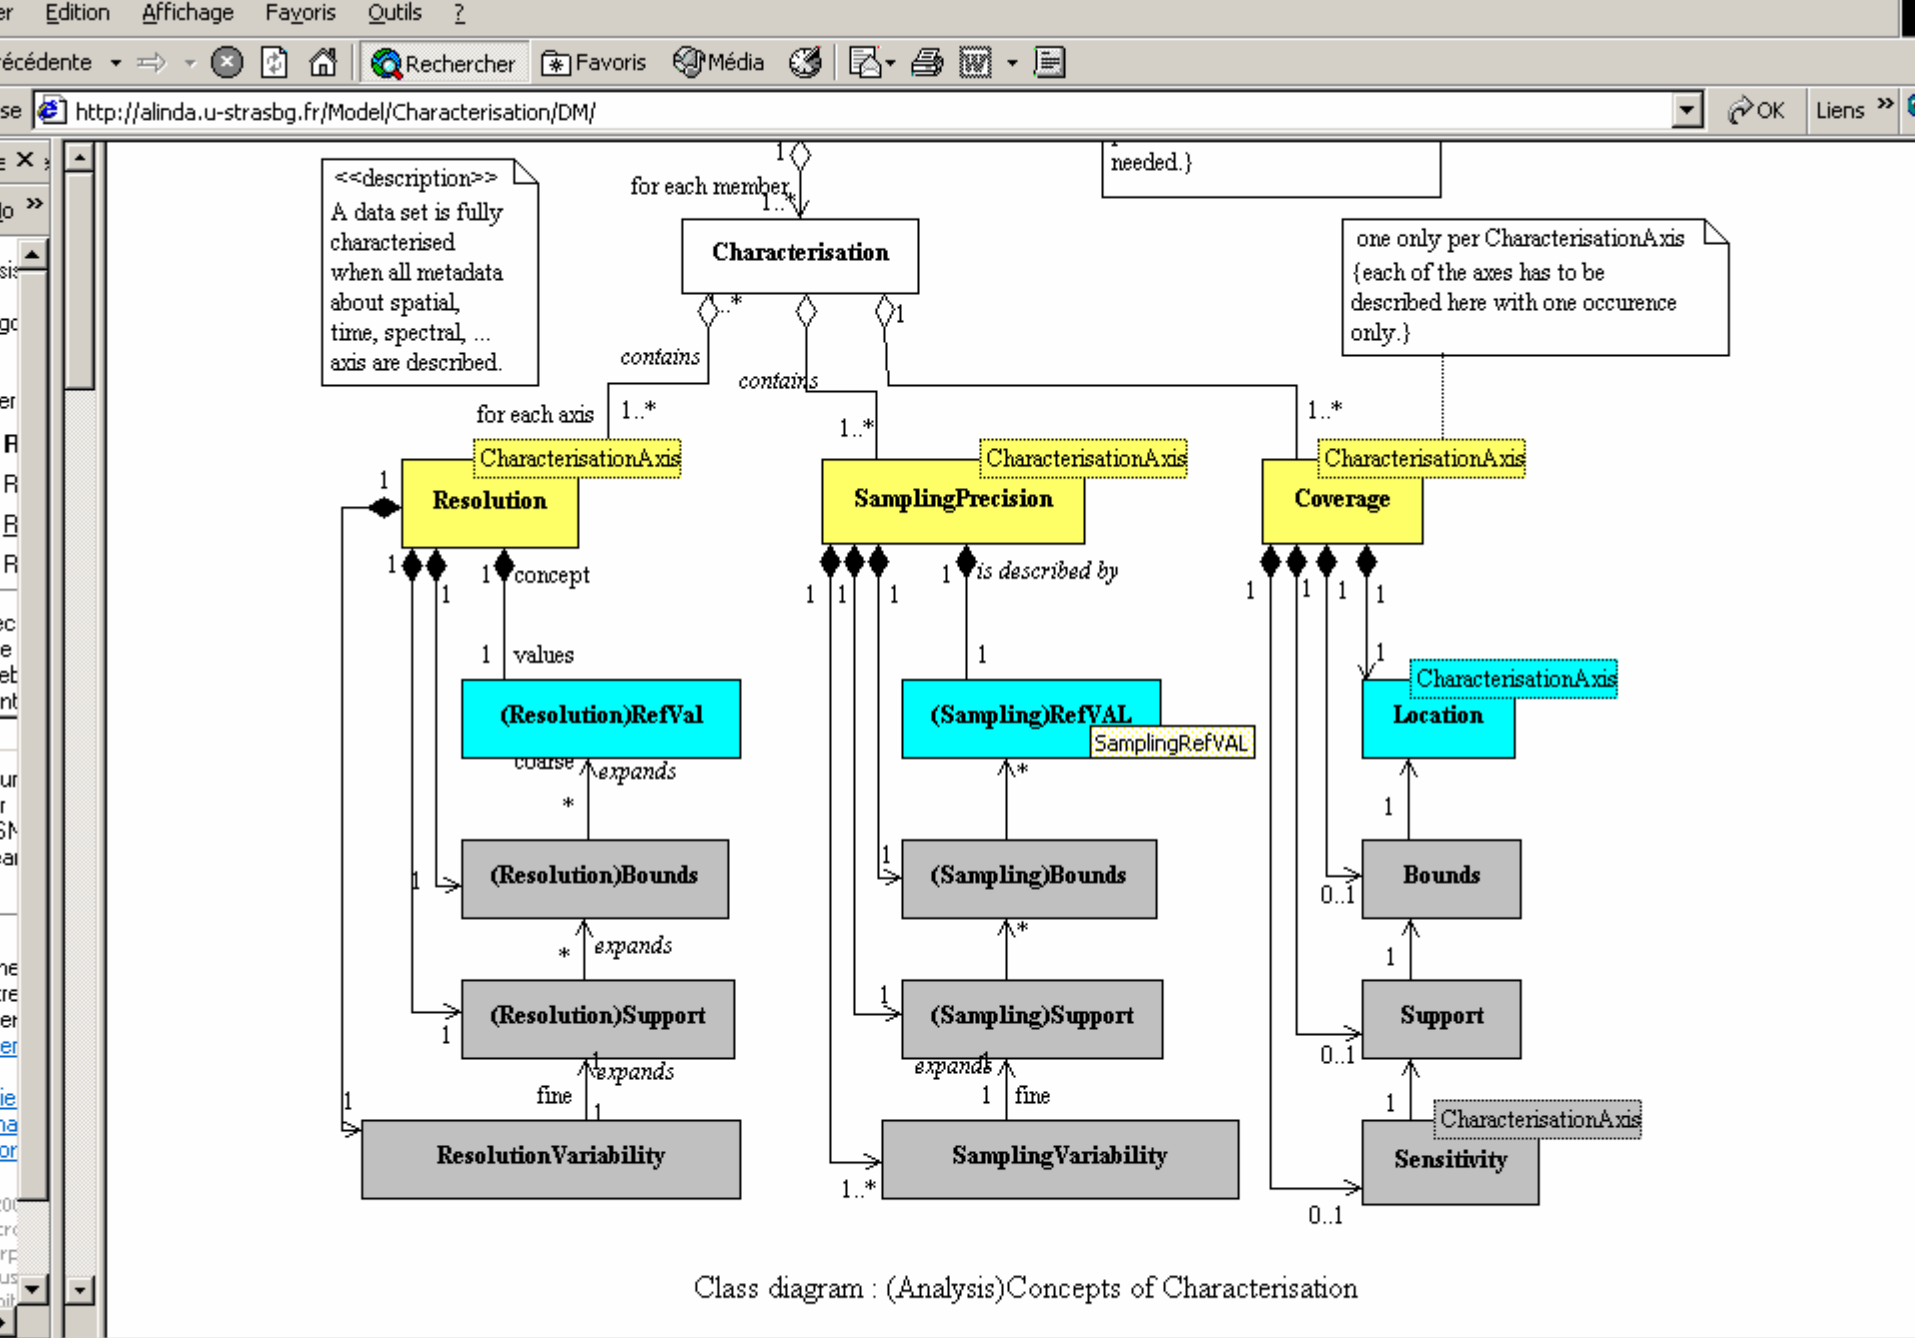 Edition Affichage Favoris Outils ?
écédente Rechercher Favoris Média
http://alinda.u-strasbg.fr/Model/Characterisation/DM/ OK Liens »
needed.}
<<description>>
A data set is fully
characterised
when all metadata
about spatial,
time, spectral, ...
axis are described.
1
for each member
1..*
Characterisation
one only per CharacterisationAxis
{each of the axes has to be
described here with one occurence
only.}
..*
1
contains
contains
for each axis
1..*
1..*
1..*
CharacterisationAxis
CharacterisationAxis
CharacterisationAxis
1
Resolution
SamplingPrecision
Coverage
1
1
1
concept
1
1
1
1
is described by
1
1
1
1
1
values
1
1
CharacterisationAxis
(Resolution)RefVal
(Sampling)RefVAL
SamplingRefVAL
Location
coarse
expands
*
*
1
(Resolution)Bounds
(Sampling)Bounds
Bounds
1
1
0..1
*
expands
*
1
(Resolution)Support
(Sampling)Support
Support
1
1
0..1
1
expands
fine
1
expands
1
1
fine
1
CharacterisationAxis
1
ResolutionVariability
SamplingVariability
Sensitivity
1..*
0..1
Class diagram : (Analysis)Concepts of Characterisation